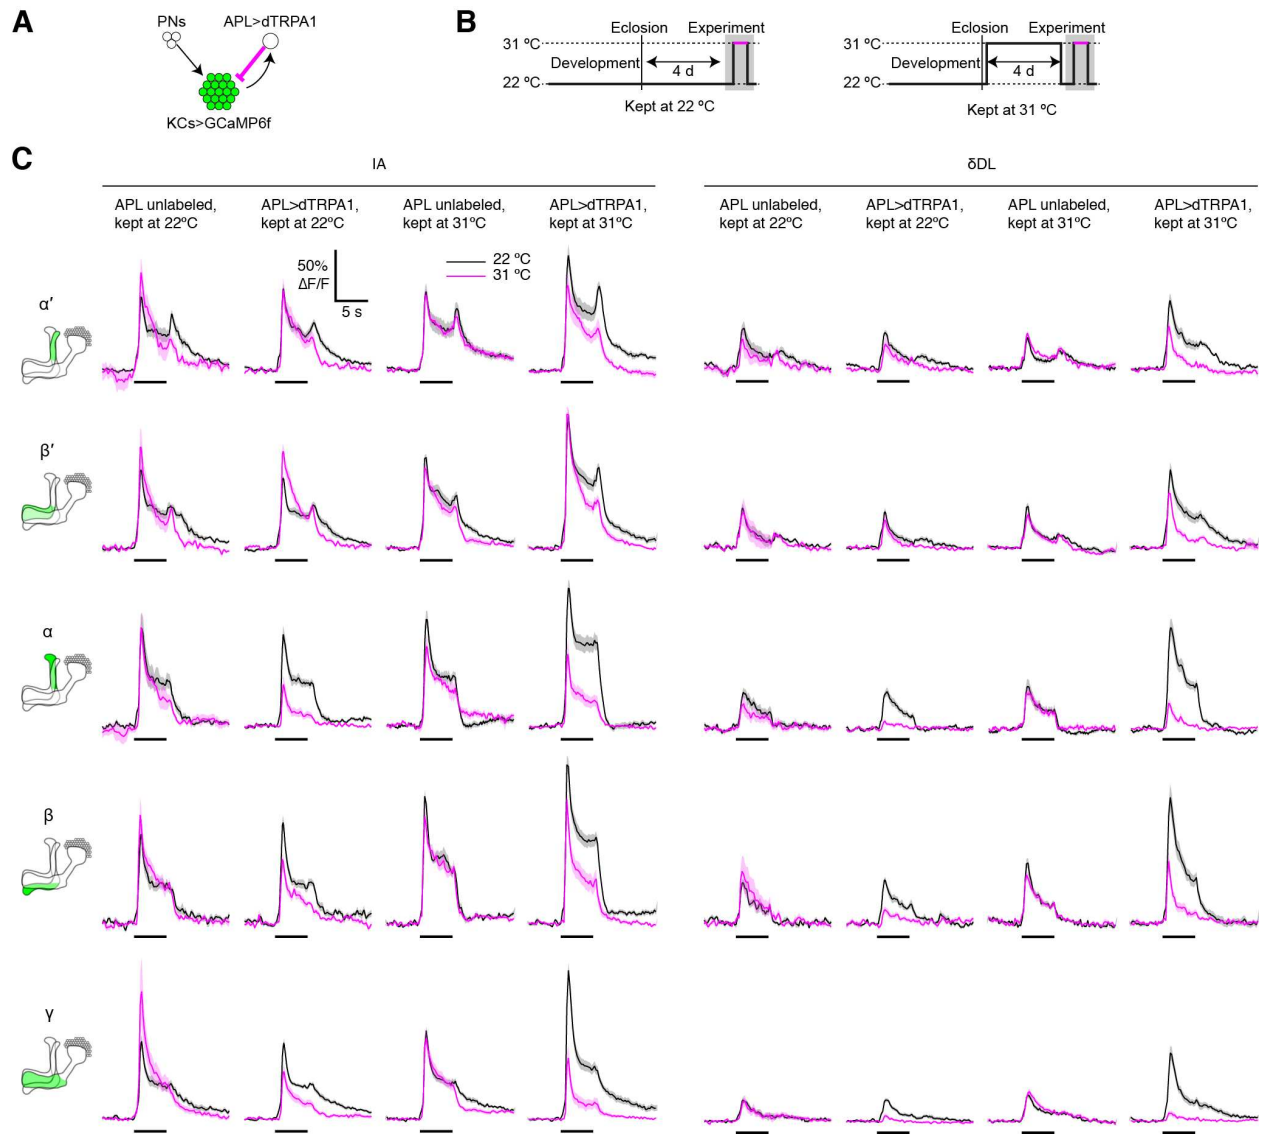 A
PNs
APL>dTRPA1
KCs>GCaMP6f
B
Eclosion
Experiment
31 ºC
Development
4 d
22 ºC
Kept at 22 ºC
Eclosion
Experiment
31 ºC
Development
4 d
22 ºC
Kept at 31 ºC
C
IA
δDL
APL unlabeled,
kept at 22ºC
APL>dTRPA1,
kept at 22ºC
APL unlabeled,
kept at 31ºC
APL>dTRPA1,
kept at 31ºC
APL unlabeled,
kept at 22ºC
APL>dTRPA1,
kept at 22ºC
APL unlabeled,
kept at 31ºC
APL>dTRPA1,
kept at 31ºC
50%
ΔF/F
5 s
22 ºC
31 ºC
α′
β′
α
β
γ